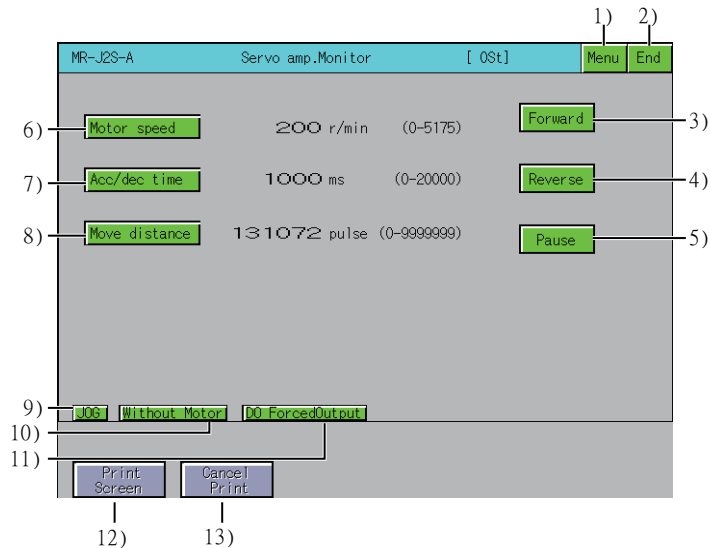 1) 2)
MR-J2S-A Servo amp.Monitor [ 0St] Menu End
6) Motor speed 200 r/min (0-5175) Forward 3)
7) Acc/dec time 1000 ms (0-20000) Reverse 4)
8) Move distance 131072 pulse (0-9999999) Pause 5)
9) JOG Without Motor DO ForcedOutput
10)
11)
Print Screen Cancel Print
12) 13)